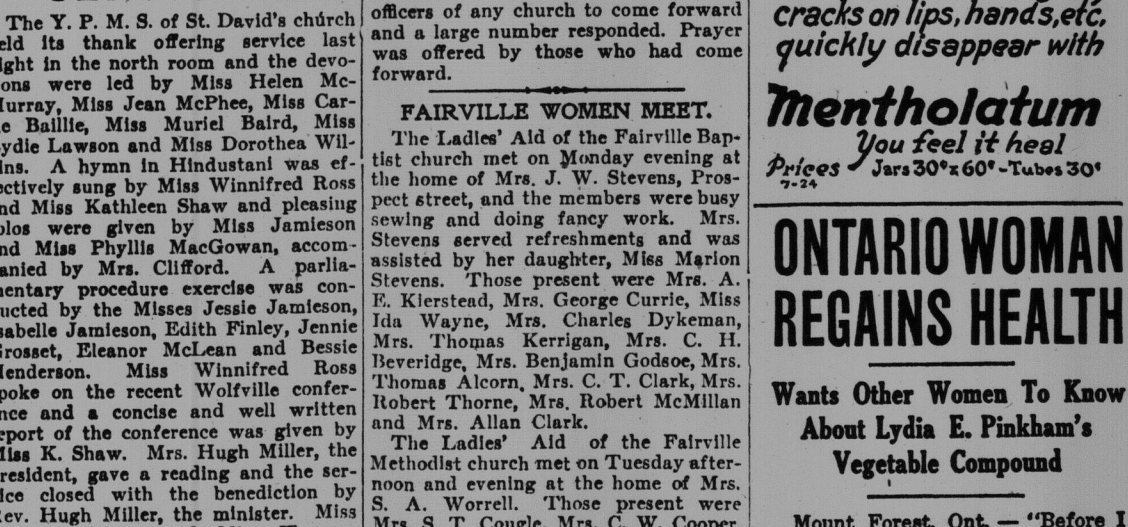 The Y. P. M. S. of St. David's church
eld its thank offering service last
ight in the north room and the devo-
ons were led by Miss Helen Mc-
urray, Miss Jean McPhee, Miss Car-
e Baillie, Miss Muriel Baird, Miss
ydie Lawson and Miss Dorothea Wil-
ins. A hymn in Hindustani was ef-
ectively sung by Miss Winnifred Ross
nd Miss Kathleen Shaw and pleasing
olos were given by Miss Jamieson
nd Miss Phyllis MacGowan, accom-
anied by Mrs. Clifford. A parlia-
mentary procedure exercise was con-
ucted by the Misses Jessie Jamieson,
sabelle Jamieson, Edith Finley, Jennie
Grosset, Eleanor McLean and Bessie
Henderson. Miss Winnifred Ross
poke on the recent Wolfville confer-
nce and a concise and well written
eport of the conference was given by
Miss K. Shaw. Mrs. Hugh Miller, the
resident, gave a reading and the ser-
ice closed with the benediction by
ev. Hugh Miller, the minister. Miss
officers of any church to come forward
and a large number responded. Prayer
was offered by those who had come
forward.
FAIRVILLE WOMEN MEET.
The Ladies' Aid of the Fairville Bap-
tist church met on Monday evening at
the home of Mrs. J. W. Stevens, Pros-
pect street, and the members were busy
sewing and doing fancy work. Mrs.
Stevens served refreshments and was
assisted by her daughter, Miss Marion
Stevens. Those present were Mrs. A.
E. Kierstead, Mrs. George Currie, Miss
Ida Wayne, Mrs. Charles Dykeman,
Mrs. Thomas Kerrigan, Mrs. C. H.
Beveridge, Mrs. Benjamin Godsoe, Mrs.
Thomas Alcorn, Mrs. C. T. Clark, Mrs.
Robert Thorne, Mrs. Robert McMillan
and Mrs. Allan Clark.
The Ladies' Aid of the Fairville
Methodist church met on Tuesday after-
noon and evening at the home of Mrs.
S. A. Worrell. Those present were
Mrs. S. T. Cougle, Mrs. C. W. Cooper,
cracks on lips, hands, etc,
quickly disappear with
Mentholatum
You feel it heal
Prices Jars 30¢ & 60¢ - Tubes 30¢
7-24
ONTARIO WOMAN
REGAINS HEALTH
Wants Other Women To Know
About Lydia E. Pinkham's
Vegetable Compound
Mount Forest, Ont. — "Before I